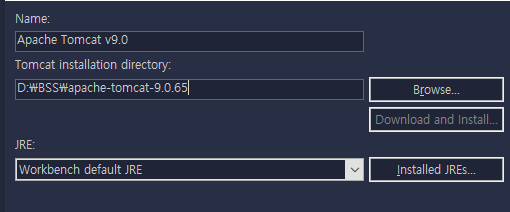 Name:
Apache Tomcat v9.0
Tomcat installation directory:
D:₩BSS₩apache-tomcat-9.0.65
Browse...
Download and Install...
JRE:
Workbench default JRE
Installed JREs...